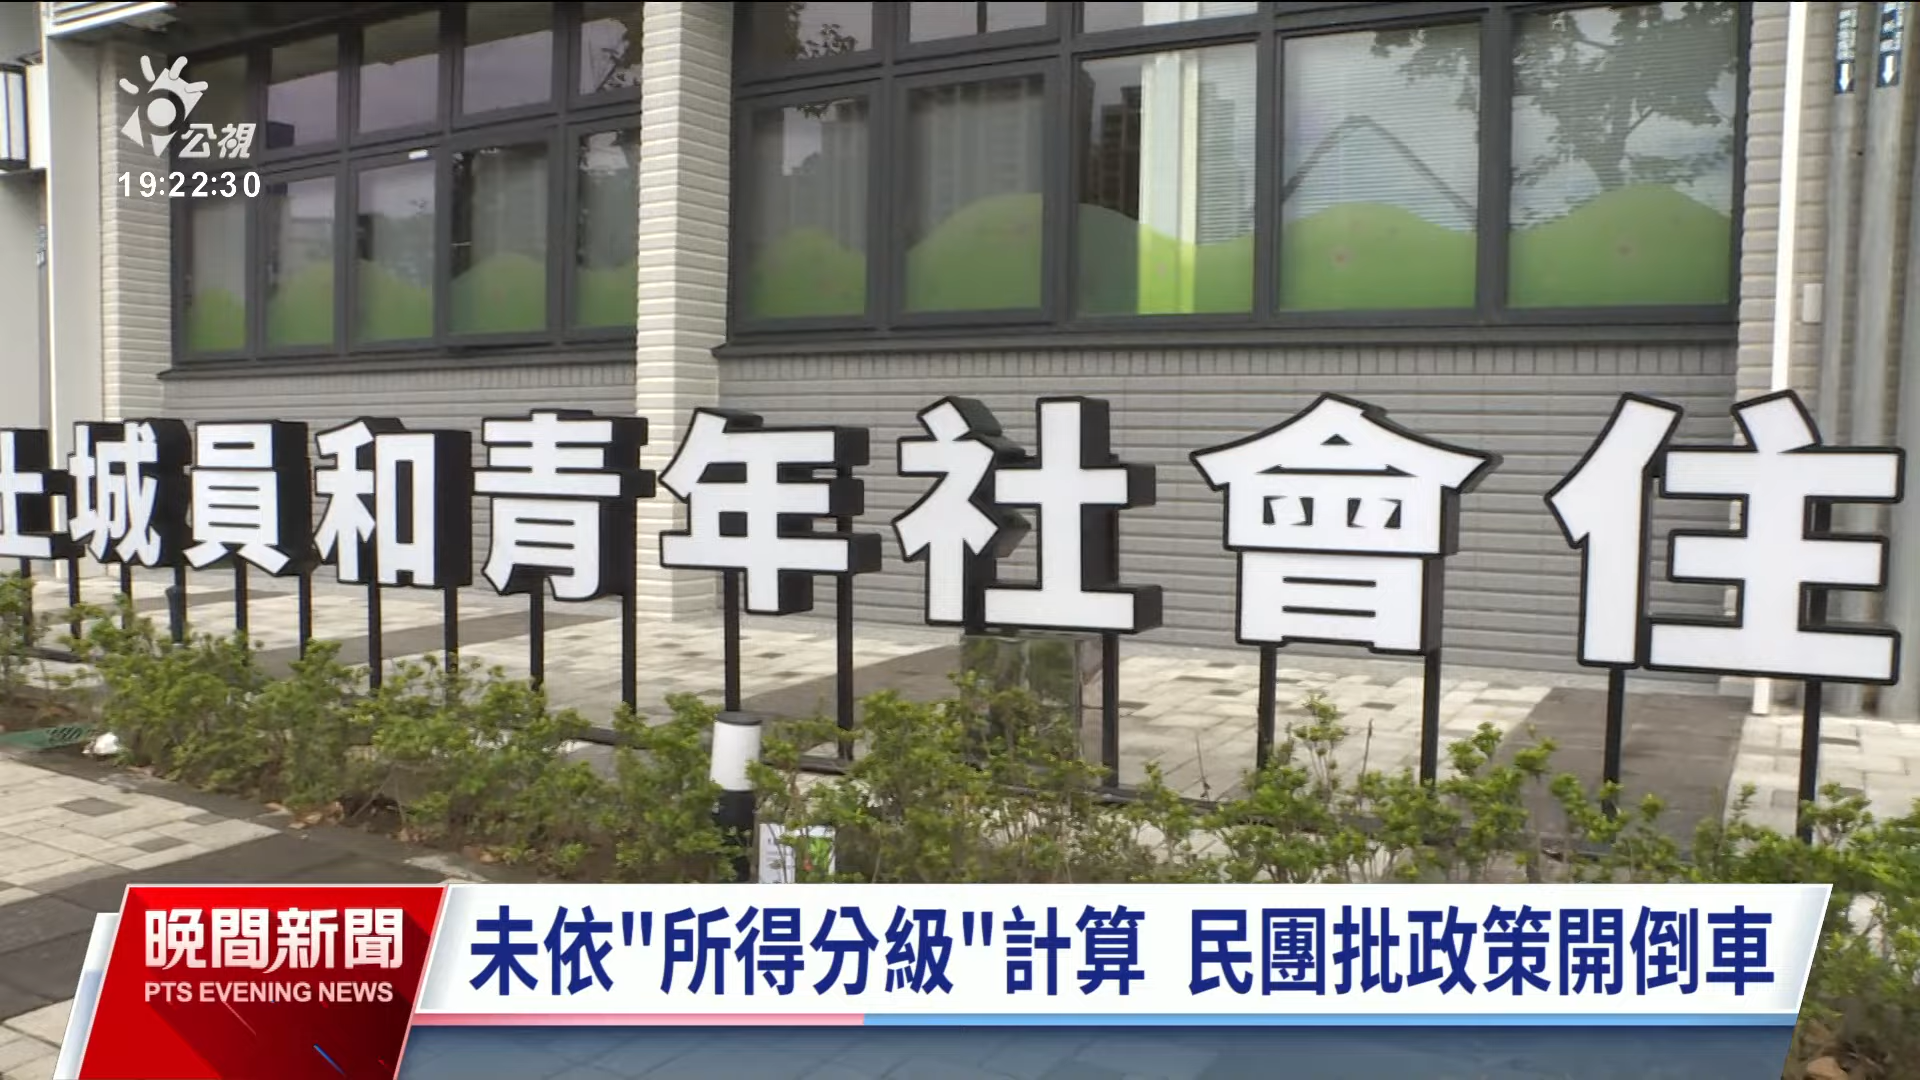 公視
19:22:30
土城員和青年社會住
晚間新聞
PTS EVENING NEWS
未依"所得分級"計算 民團批政策開倒車